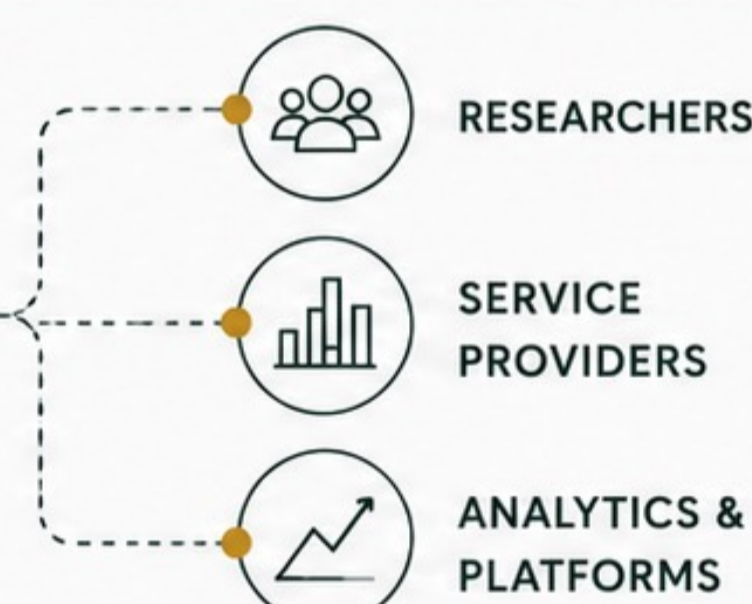 RESEARCHERS
SERVICE
PROVIDERS
ANALYTICS &
PLATFORMS